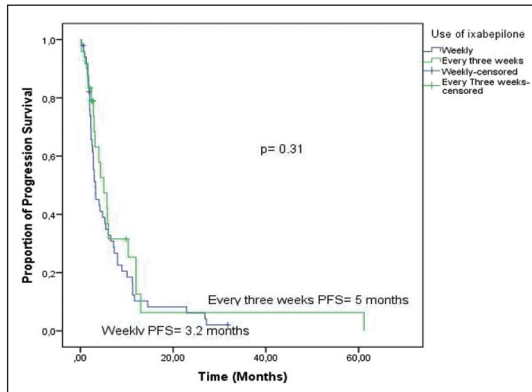 Use of ixabepilone
Weekly
Every three weeks
Weekly-censored
Every Three weeks-
censored
Proportion of Progression Survival
1,0
0,8
0,6
0,4
0,2
0,0
p= 0.31
Every three weeks PFS= 5 months
Weekly PFS= 3.2 months
,00
20,00
40,00
60,00
Time (Months)